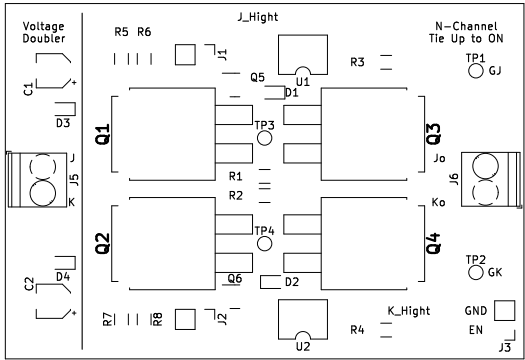 J_Hight
Voltage
Doubler
N-Channel
Tie Up to ON
R5 R6
J1
U1
R3
TP1
GJ
C1
+
Q5
D1
D3
Q1
TP3
Q3
J
J5
K
R1
R2
Jo
J6
Ko
Q2
TP4
Q4
D4
C2
+
Q6
D2
TP2
GK
R7
R8
J2
U2
K_Hight
R4
GND
EN
J3